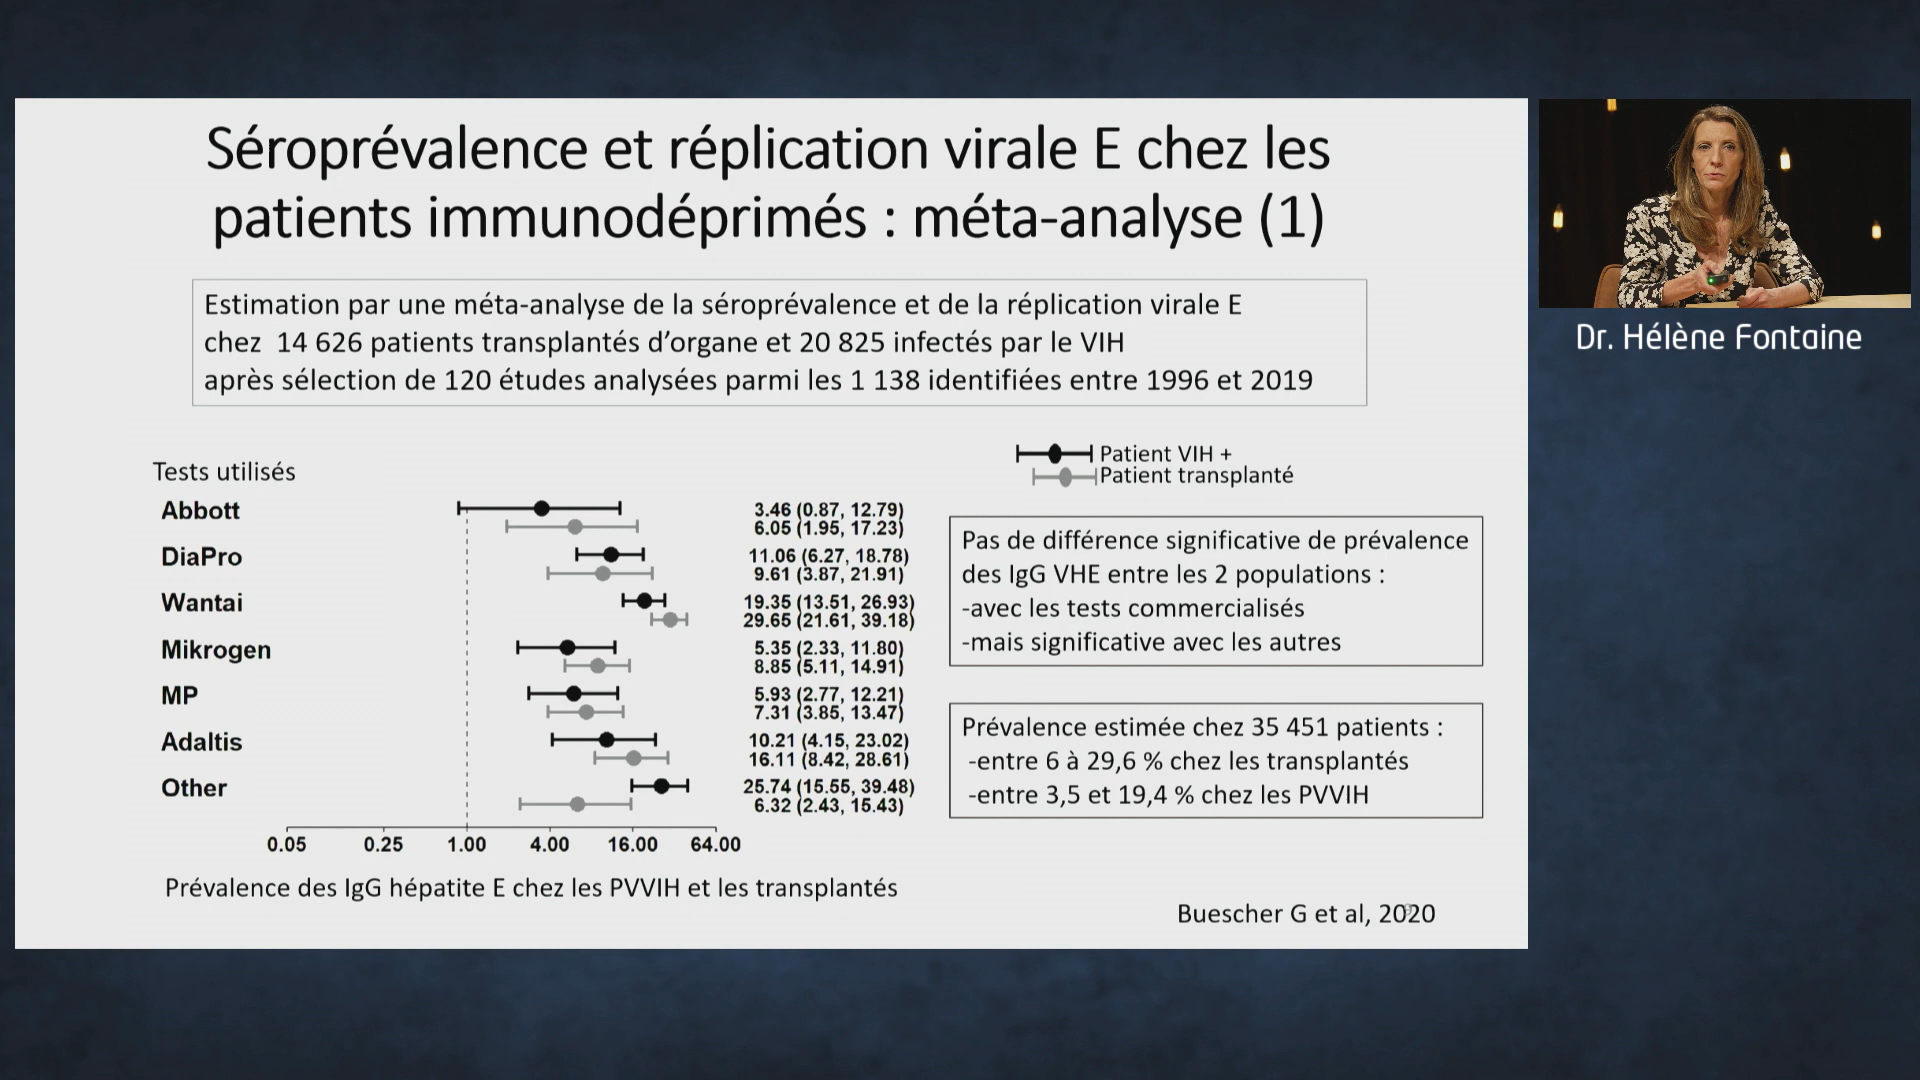 Séroprévalence et réplication virale E chez les
patients immunodéprimés : méta-analyse (1)
Estimation par une méta-analyse de la séroprévalence et de la réplication virale E
chez 14 626 patients transplantés d’organe et 20 825 infectés par le VIH
après sélection de 120 études analysées parmi les 1 138 identifiées entre 1996 et 2019
Dr. Hélène Fontaine
Patient VIH +
Patient transplanté
Tests utilisés
Abbott
3.46 (0.87, 12.79)
6.05 (1.95, 17.23)
DiaPro
11.06 (6.27, 18.78)
9.61 (3.87, 21.91)
Wantai
19.35 (13.51, 26.93)
29.65 (21.61, 39.18)
Mikrogen
5.35 (2.33, 11.80)
8.85 (5.11, 14.91)
MP
5.93 (2.77, 12.21)
7.31 (3.85, 13.47)
Adaltis
10.21 (4.15, 23.02)
16.11 (8.42, 28.61)
Other
25.74 (15.55, 39.48)
6.32 (2.43, 15.43)
0.05 0.25 1.00 4.00 16.00 64.00
Prévalence des IgG hépatite E chez les PVVIH et les transplantés
Pas de différence significative de prévalence
des IgG VHE entre les 2 populations :
-avec les tests commercialisés
-mais significative avec les autres
Prévalence estimée chez 35 451 patients :
-entre 6 à 29,6 % chez les transplantés
-entre 3,5 et 19,4 % chez les PVVIH
Buescher G et al, 2020